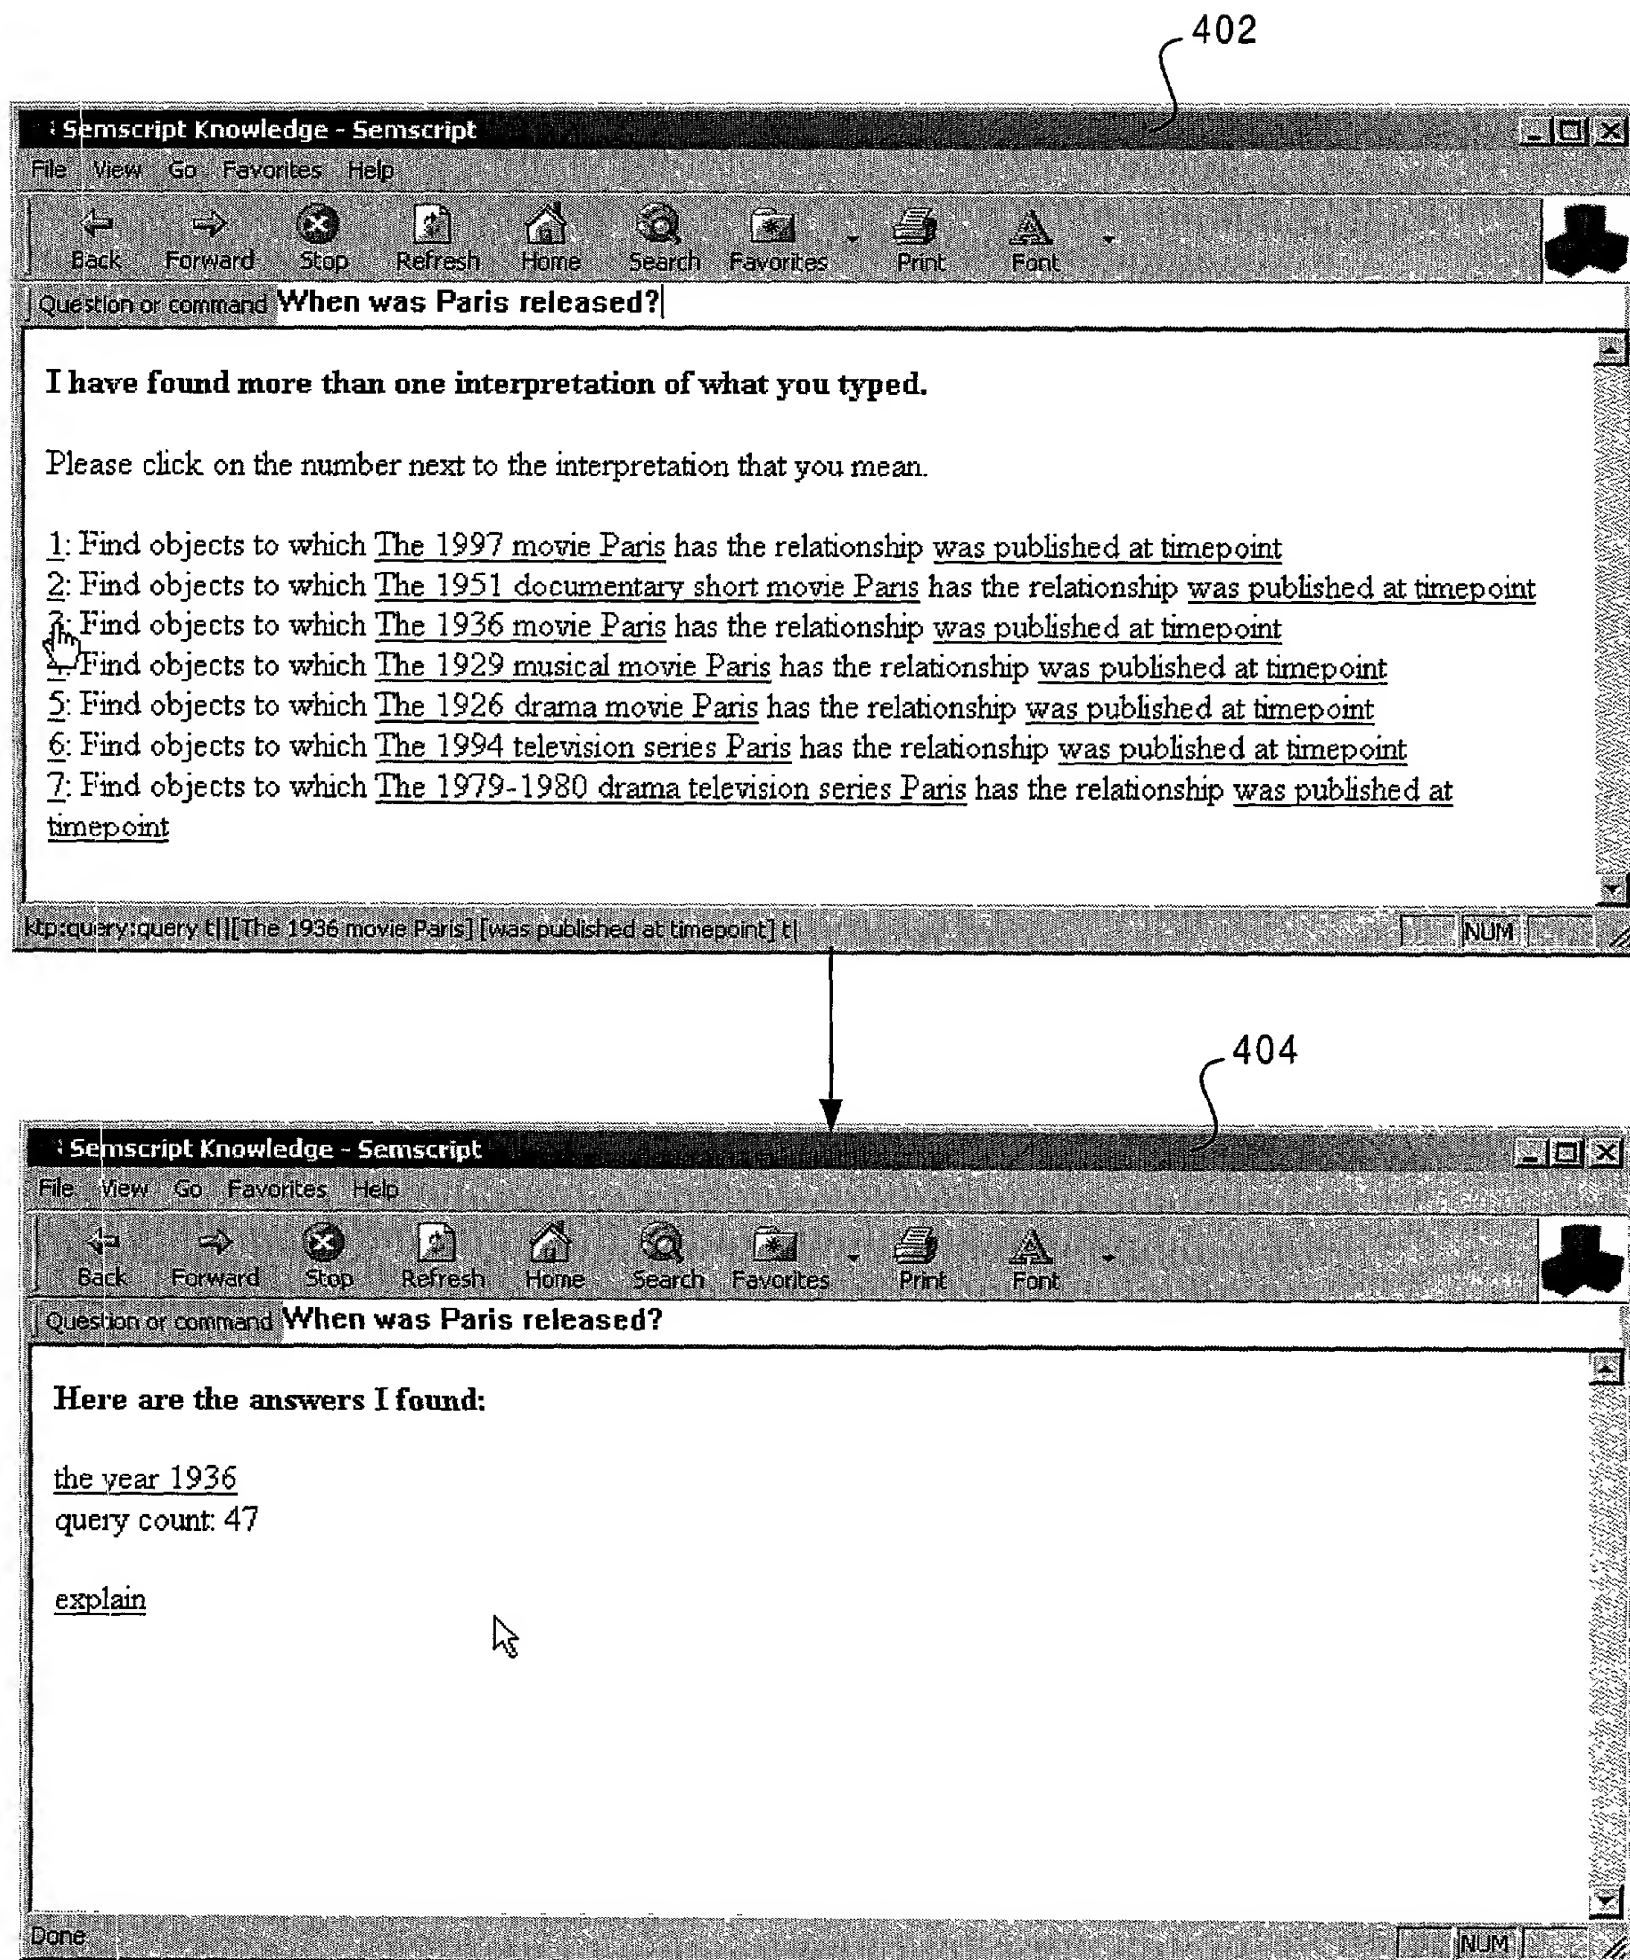 402
Semscript Knowledge - Semscript
File View Go Favorites Help
Back Forward Stop Refresh Home Search Favorites Print Font
Question or command When was Paris released?
I have found more than one interpretation of what you typed.
Please click on the number next to the interpretation that you mean.
1: Find objects to which The 1997 movie Paris has the relationship was published at timepoint
2: Find objects to which The 1951 documentary short movie Paris has the relationship was published at timepoint
3: Find objects to which The 1936 movie Paris has the relationship was published at timepoint
Find objects to which The 1929 musical movie Paris has the relationship was published at timepoint
5: Find objects to which The 1926 drama movie Paris has the relationship was published at timepoint
6: Find objects to which The 1994 television series Paris has the relationship was published at timepoint
7: Find objects to which The 1979-1980 drama television series Paris has the relationship was published at
timepoint
ktp:query:query t||[The 1936 movie Paris] [was published at timepoint] t|
NUM
404
Semscript Knowledge - Semscript
File View Go Favorites Help
Back Forward Stop Refresh Home Search Favorites Print Font
Question or command When was Paris released?
Here are the answers I found:
the year 1936
query count: 47
explain
Done
NUM